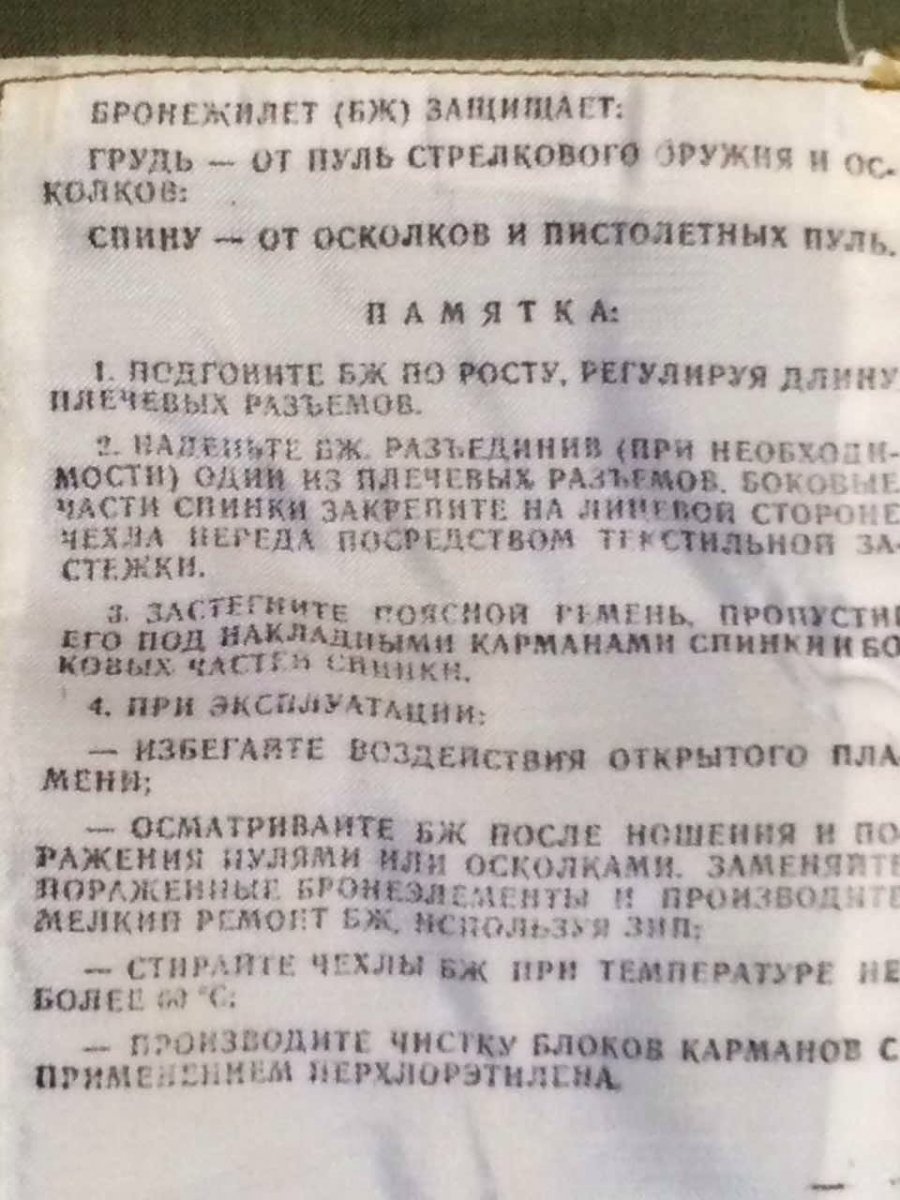 БРОНЕЖИЛЕТ (БЖ) ЗАЩИЩАЕТ:
ГРУДЬ — ОТ ПУЛЬ СТРЕЛКОВОГО ОРУЖИЯ И ОС-
КОЛКОВ:
СПИНУ — ОТ ОСКОЛКОВ И ПИСТОЛЕТНЫХ ПУЛЬ.
ПАМЯТКА:
1. ПОДГОНИТЕ БЖ ПО РОСТУ, РЕГУЛИРУЯ ДЛИНУ
ПЛЕЧЕВЫХ РАЗЪЕМОВ.
2. НАДЕНЬТЕ БЖ, РАЗЪЕДИНИВ (ПРИ НЕОБХОДИ-
МОСТИ) ОДИН ИЗ ПЛЕЧЕВЫХ РАЗЪЕМОВ. БОКОВЫЕ
ЧАСТИ СПИНКИ ЗАКРЕПИТЕ НА ЛИЦЕВОЙ СТОРОНЕ
ЧЕХЛА ПЕРЕДА ПОСРЕДСТВОМ ТЕКСТИЛЬНОЙ ЗА-
СТЕЖКИ.
3. ЗАСТЕГНИТЕ ПОЯСНОЙ РЕМЕНЬ, ПРОПУСТИ
ЕГО ПОД НАКЛАДНЫМИ КАРМАНАМИ СПИНКИ И БО
КОВЫХ ЧАСТЕЙ СПИНКИ.
4. ПРИ ЭКСПЛУАТАЦИИ:
— ИЗБЕГАЙТЕ ВОЗДЕЙСТВИЯ ОТКРЫТОГО ПЛА
МЕНИ;
— ОСМАТРИВАЙТЕ БЖ ПОСЛЕ НОШЕНИЯ И ПО
РАЖЕНИЯ ПУЛЯМИ ИЛИ ОСКОЛКАМИ. ЗАМЕНЯЙТЕ
ПОРАЖЕННЫЕ БРОНЕЭЛЕМЕНТЫ И ПРОИЗВОДИТЕ
МЕЛКИЙ РЕМОНТ БЖ, ИСПОЛЬЗУЯ ЗИП;
— СТИРАЙТЕ ЧЕХЛЫ БЖ ПРИ ТЕМПЕРАТУРЕ НЕ
БОЛЕЕ 60 °С;
— ПРОИЗВОДИТЕ ЧИСТКУ БЛОКОВ КАРМАНОВ С
ПРИМЕНЕНИЕМ ПЕРХЛОРЭТИЛЕНА.